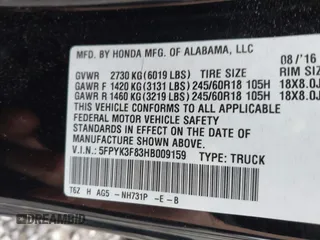 MFD. BY HONDA MFG. OF ALABAMA, LLC
08/'16
GVWR 2730 KG (6019 LBS) TIRE SIZE RIM SIZE
GAWR F 1420 KG (3131 LBS) 245/60R18 105H 18X8.0J
GAWR R 1460 KG (3219 LBS) 245/60R18 105H 18X8.0J
THIS VEHICLE CONFORMS TO ALL APPLICABLE
FEDERAL MOTOR VEHICLE SAFETY
STANDARDS IN EFFECT ON THE DATE OF
MANUFACTURE SHOWN ABOVE.
V.I.N.: 5FPYK3F83HB009159 TYPE: TRUCK
T6Z H AG5 -NH731P -E-B
DREAMBID